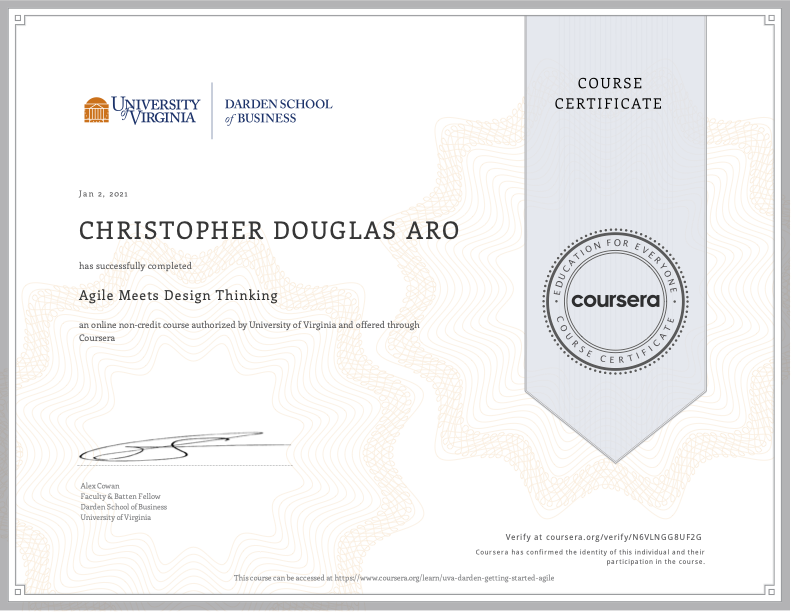 UNIVERSITY
of VIRGINIA
DARDEN SCHOOL
of BUSINESS
COURSE
CERTIFICATE
Jan 2, 2021
CHRISTOPHER DOUGLAS ARO
has successfully completed
Agile Meets Design Thinking
an online non-credit course authorized by University of Virginia and offered through
Coursera
EDUCATION FOR EVERYONE
coursera
COURSE CERTIFICATE
Alex Cowan
Faculty & Batten Fellow
Darden School of Business
University of Virginia
Verify at coursera.org/verify/N6VLNGG8UF2G
Coursera has confirmed the identity of this individual and their
participation in the course.
This course can be accessed at https://www.coursera.org/learn/uva-darden-getting-started-agile